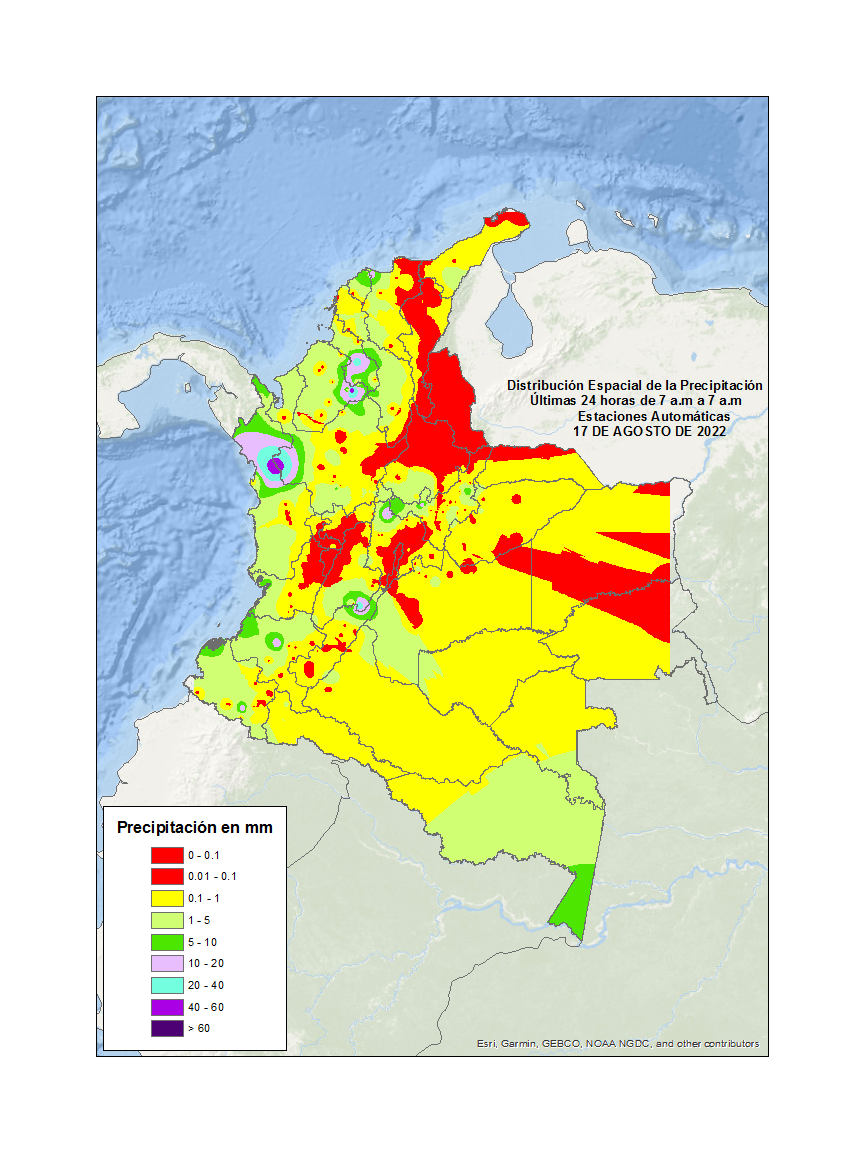 Distribución Espacial de la Precipitación
Últimas 24 horas de 7 a.m a 7 a.m
Estaciones Automáticas
17 DE AGOSTO DE 2022
Precipitación en mm
0 - 0.1
0.01 - 0.1
0.1 - 1
1 - 5
5 - 10
10 - 20
20 - 40
40 - 60
> 60
Esri, Garmin, GEBCO, NOAA NGDC, and other contributors